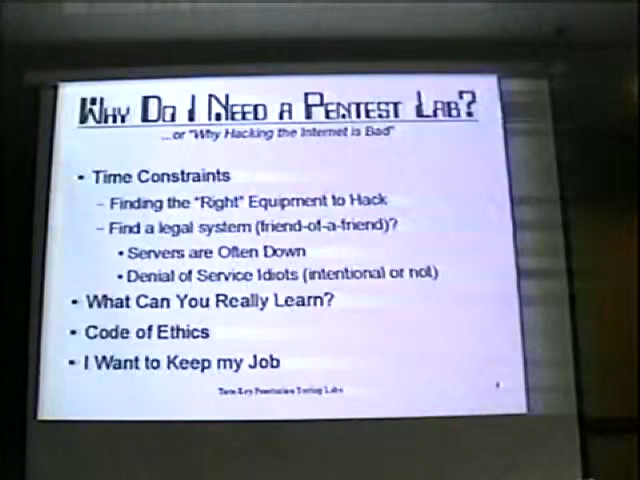 Why Do I Need a Pentest Lab?
...or "Why Hacking the Internet is Bad"
• Time Constraints
– Finding the "Right" Equipment to Hack
– Find a legal system (friend-of-a-friend)?
• Servers are Often Down
• Denial of Service Idiots (intentional or not)
• What Can You Really Learn?
• Code of Ethics
• I Want to Keep my Job
Turn-Key Penetration Testing Labs